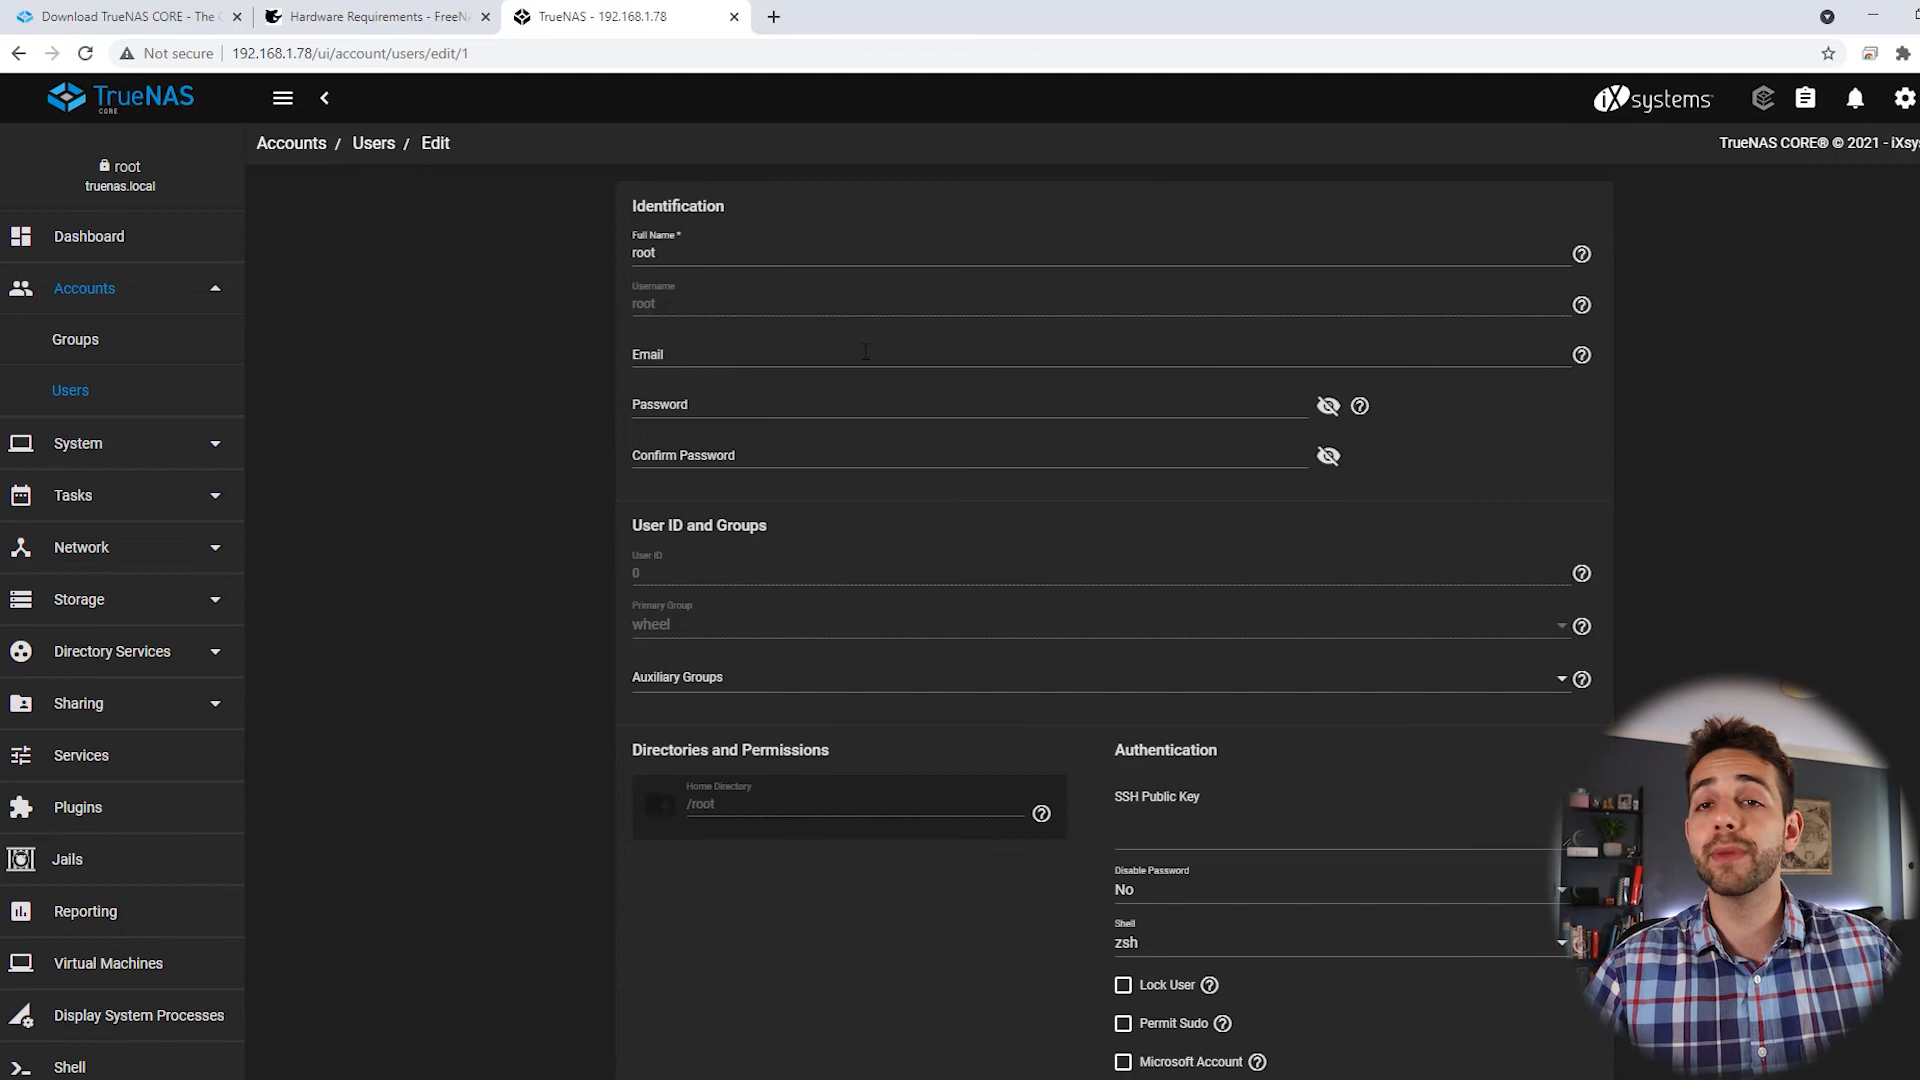 Download TrueNAS CORE - The
Hardware Requirements - FreeN
TrueNAS - 192.168.1.78
Not secure
192.168.1.78/ui/account/users/edit/1
TrueNAS
CORE
iXsystems
root
truenas.local
Dashboard
Accounts
Groups
Users
System
Tasks
Network
Storage
Directory Services
Sharing
Services
Plugins
Jails
Reporting
Virtual Machines
Display System Processes
Shell
Accounts / Users / Edit
TrueNAS CORE® © 2021 - iXsys
Identification
Full Name *
root
Username
root
Email
Password
Confirm Password
User ID and Groups
User ID
0
Primary Group
wheel
Auxiliary Groups
Directories and Permissions
Home Directory
/root
Authentication
SSH Public Key
Disable Password
No
Shell
zsh
Lock User
Permit Sudo
Microsoft Account